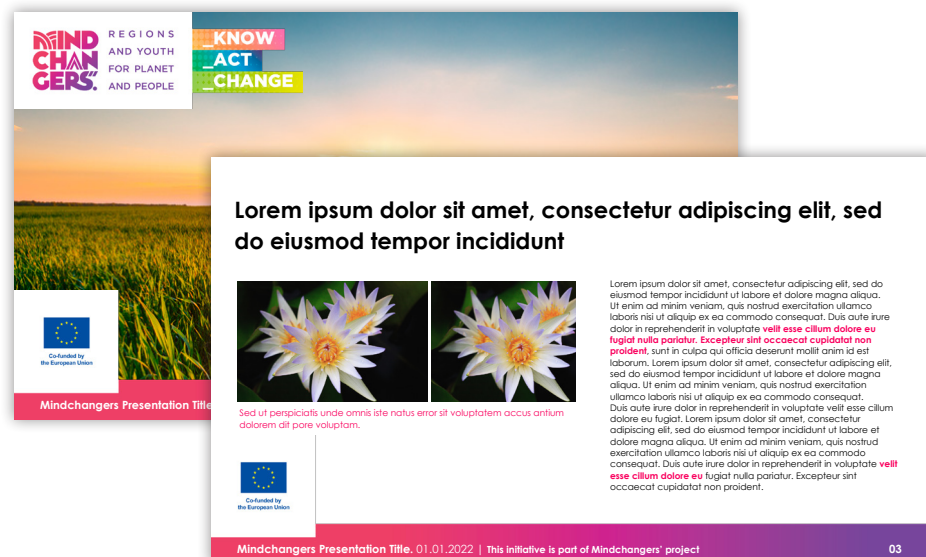 MIND
CHAN
GERS.
REGIONS
AND YOUTH
FOR PLANET
AND PEOPLE
_KNOW
_ACT
_CHANGE
Co-funded by
the European Union
Mindchangers Presentation Title
Lorem ipsum dolor sit amet, consectetur adipiscing elit, sed
do eiusmod tempor incididunt
Sed ut perspiciatis unde omnis iste natus error sit voluptatem accus antium
dolorem dit pore voluptam.
Lorem ipsum dolor sit amet, consectetur adipiscing elit, sed do
eiusmod tempor incididunt ut labore et dolore magna aliqua.
Ut enim ad minim veniam, quis nostrud exercitation ullamco
laboris nisi ut aliquip ex ea commodo consequat. Duis aute irure
dolor in reprehenderit in voluptate velit esse cillum dolore eu
fugiat nulla pariatur. Excepteur sint occaecat cupidatat non
proident, sunt in culpa qui officia deserunt mollit anim id est
laborum. Lorem ipsum dolor sit amet, consectetur adipiscing elit,
sed do eiusmod tempor incididunt ut labore et dolore magna
aliqua. Ut enim ad minim veniam, quis nostrud exercitation
ullamco laboris nisi ut aliquip ex ea commodo consequat.
Duis aute irure dolor in reprehenderit in voluptate velit esse cillum
dolore eu fugiat. Lorem ipsum dolor sit amet, consectetur
adipiscing elit, sed do eiusmod tempor incididunt ut labore et
dolore magna aliqua. Ut enim ad minim veniam, quis nostrud
exercitation ullamco laboris nisi ut aliquip ex ea commodo
consequat. Duis aute irure dolor in reprehenderit in voluptate velit
esse cillum dolore eu fugiat nulla pariatur. Excepteur sint
occaecat cupidatat non proident.
Co-funded by
the European Union
Mindchangers Presentation Title. 01.01.2022 | This initiative is part of Mindchangers' project
03